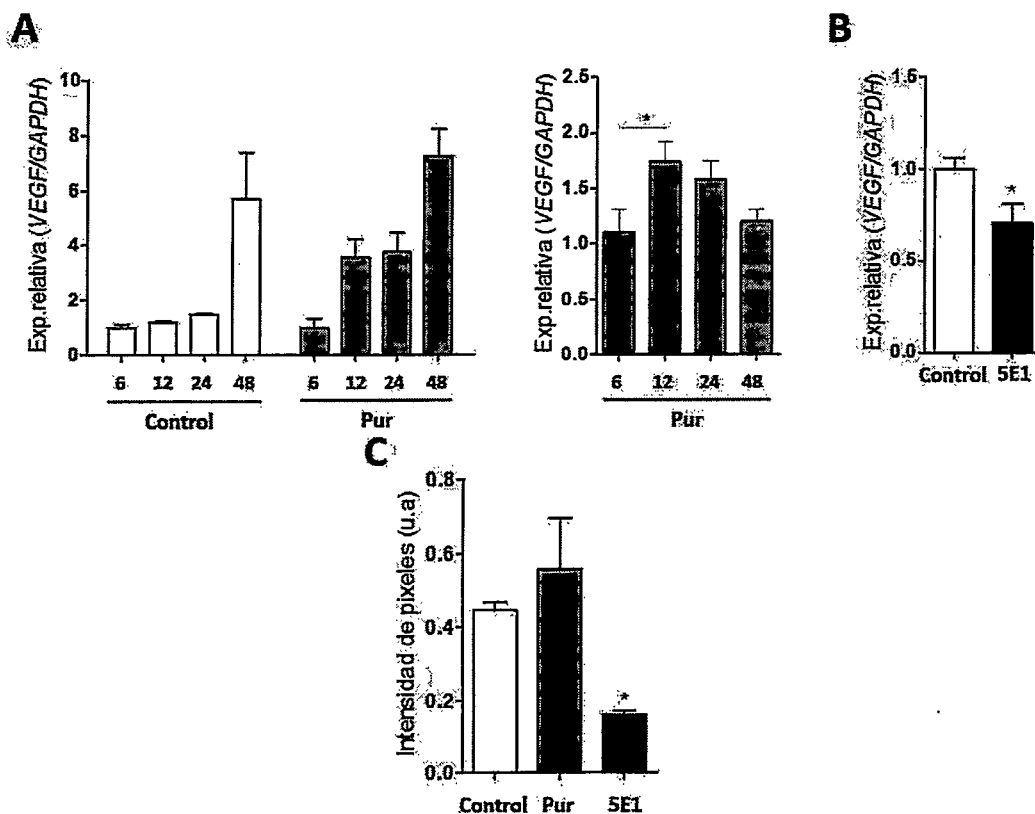 A
Exp.relativa (VEGF/GAPDH)
10
8
6
4
2
0
6 12 24 48 6 12 24 48
Control Pur
Exp.relativa (VEGF/GAPDH)
2.5
2.0
1.5
1.0
0.5
0.0
*
6 12 24 48
Pur
B
Exp.relativa (VEGF/GAPDH)
1.5
1.0
0.5
0.0
*
Control 5E1
C
Intensidad de pixeles (u.a)
0.8
0.6
0.4
0.2
0.0
*
Control Pur 5E1